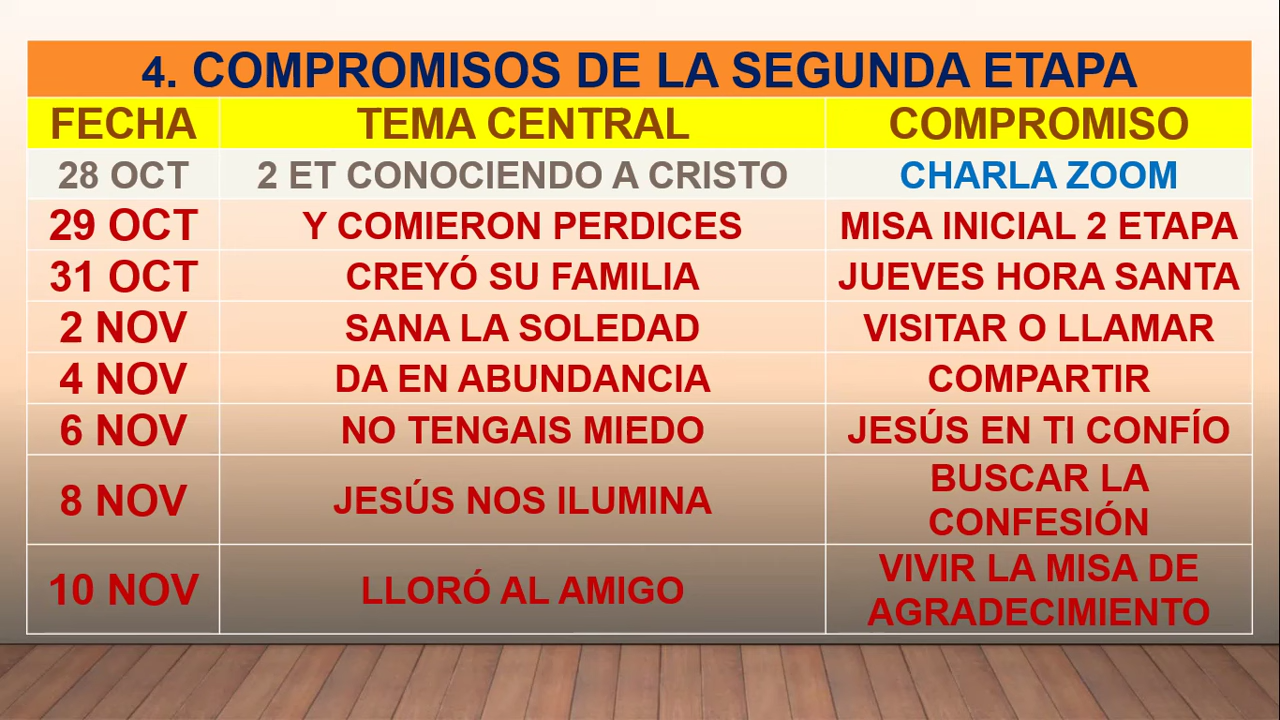 4. COMPROMISOS DE LA SEGUNDA ETAPA
FECHA TEMA CENTRAL COMPROMISO
28 OCT 2 ET CONOCIENDO A CRISTO CHARLA ZOOM
29 OCT Y COMIERON PERDICES MISA INICIAL 2 ETAPA
31 OCT CREYÓ SU FAMILIA JUEVES HORA SANTA
2 NOV SANA LA SOLEDAD VISITAR O LLAMAR
4 NOV DA EN ABUNDANCIA COMPARTIR
6 NOV NO TENGAIS MIEDO JESÚS EN TI CONFÍO
8 NOV JESÚS NOS ILUMINA BUSCAR LA
CONFESIÓN
10 NOV LLORÓ AL AMIGO VIVIR LA MISA DE
AGRADECIMIENTO